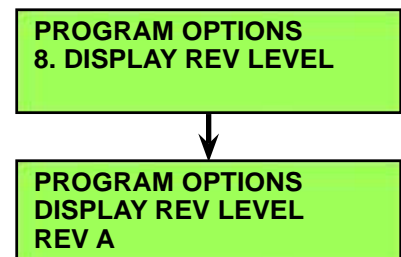 PROGRAM OPTIONS
8. DISPLAY REV LEVEL
PROGRAM OPTIONS
DISPLAY REV LEVEL
REV A